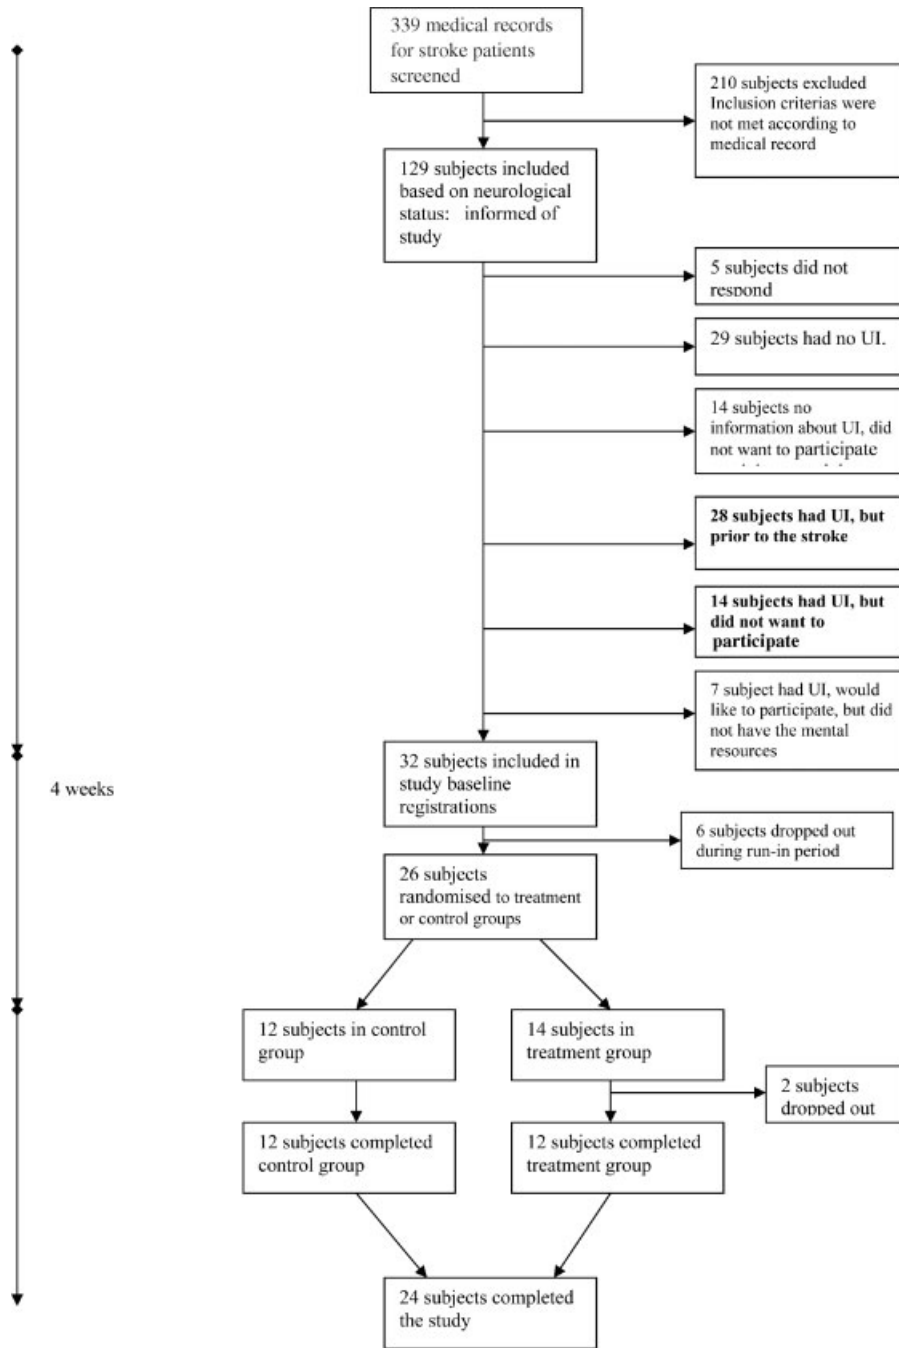 339 medical records
for stroke patients
screened
210 subjects excluded
Inclusion criterias were
not met according to
medical record
129 subjects included
based on neurological
status: informed of
study
5 subjects did not
respond
29 subjects had no UI.
14 subjects no
information about UI, did
not want to participate
28 subjects had UI, but
prior to the stroke
14 subjects had UI, but
did not want to
participate
7 subject had UI, would
like to participate, but did
not have the mental
resources
32 subjects included in
study baseline
registrations
4 weeks
6 subjects dropped out
during run-in period
26 subjects
randomised to treatment
or control groups
12 subjects in control
group
14 subjects in
treatment group
2 subjects
dropped out
12 subjects completed
control group
12 subjects completed
treatment group
24 subjects completed
the study